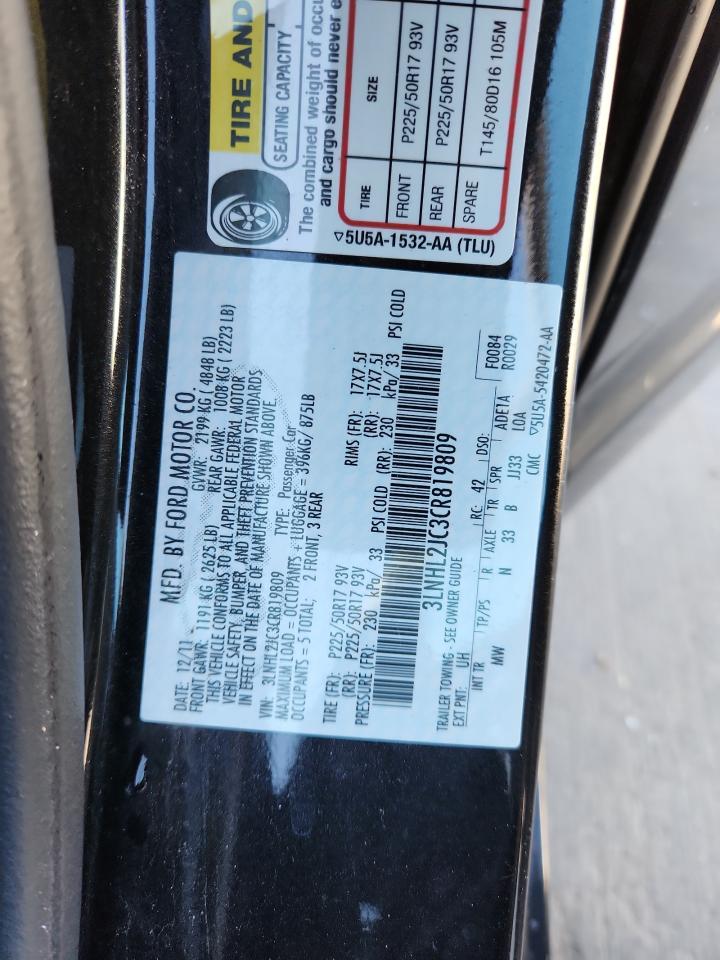 MFD. BY FORD MOTOR CO.
DATE: 12/11 GVWR: 2199 KG ( 4848 LB)
FRONT GAWR: 1191 KG ( 2625 LB) REAR GAWR: 1008 KG ( 2223 LB)
THIS VEHICLE CONFORMS TO ALL APPLICABLE FEDERAL MOTOR
VEHICLE SAFETY, BUMPER, AND THEFT PREVENTION STANDARDS
IN EFFECT ON THE DATE OF MANUFACTURE SHOWN ABOVE.
VIN: 3LNHL2JC3CR819809 TYPE: Passenger Car
MAXIMUM LOAD = OCCUPANTS + LUGGAGE = 396KG/ 875LB
OCCUPANTS = 5 TOTAL; 2 FRONT, 3 REAR
TIRE (FR): P225/50R17 93V RIMS (FR): 17X7.5J
(RR): P225/50R17 93V (RR): 17X7.5J
PRESSURE (FR): 230 kPa/ 33 PSI COLD (RR): 230 kPa/ 33 PSI COLD
3LNHL2JC3CR819809
TRAILER TOWING - SEE OWNER GUIDE
EXT PNT: UH RC: 42 DSO: F0084
R0029
INT TR TP/PS R AXLE TR SPR ADETA
MW N 33 B JJ33 LOA
CMC ▽5U5A-5420472-AA
TIRE AND
SEATING CAPACITY
The combined weight of occu
and cargo should never e
TIRE SIZE
FRONT P225/50R17 93V
REAR P225/50R17 93V
SPARE T145/80D16 105M
▽5U5A-1532-AA (TLU)